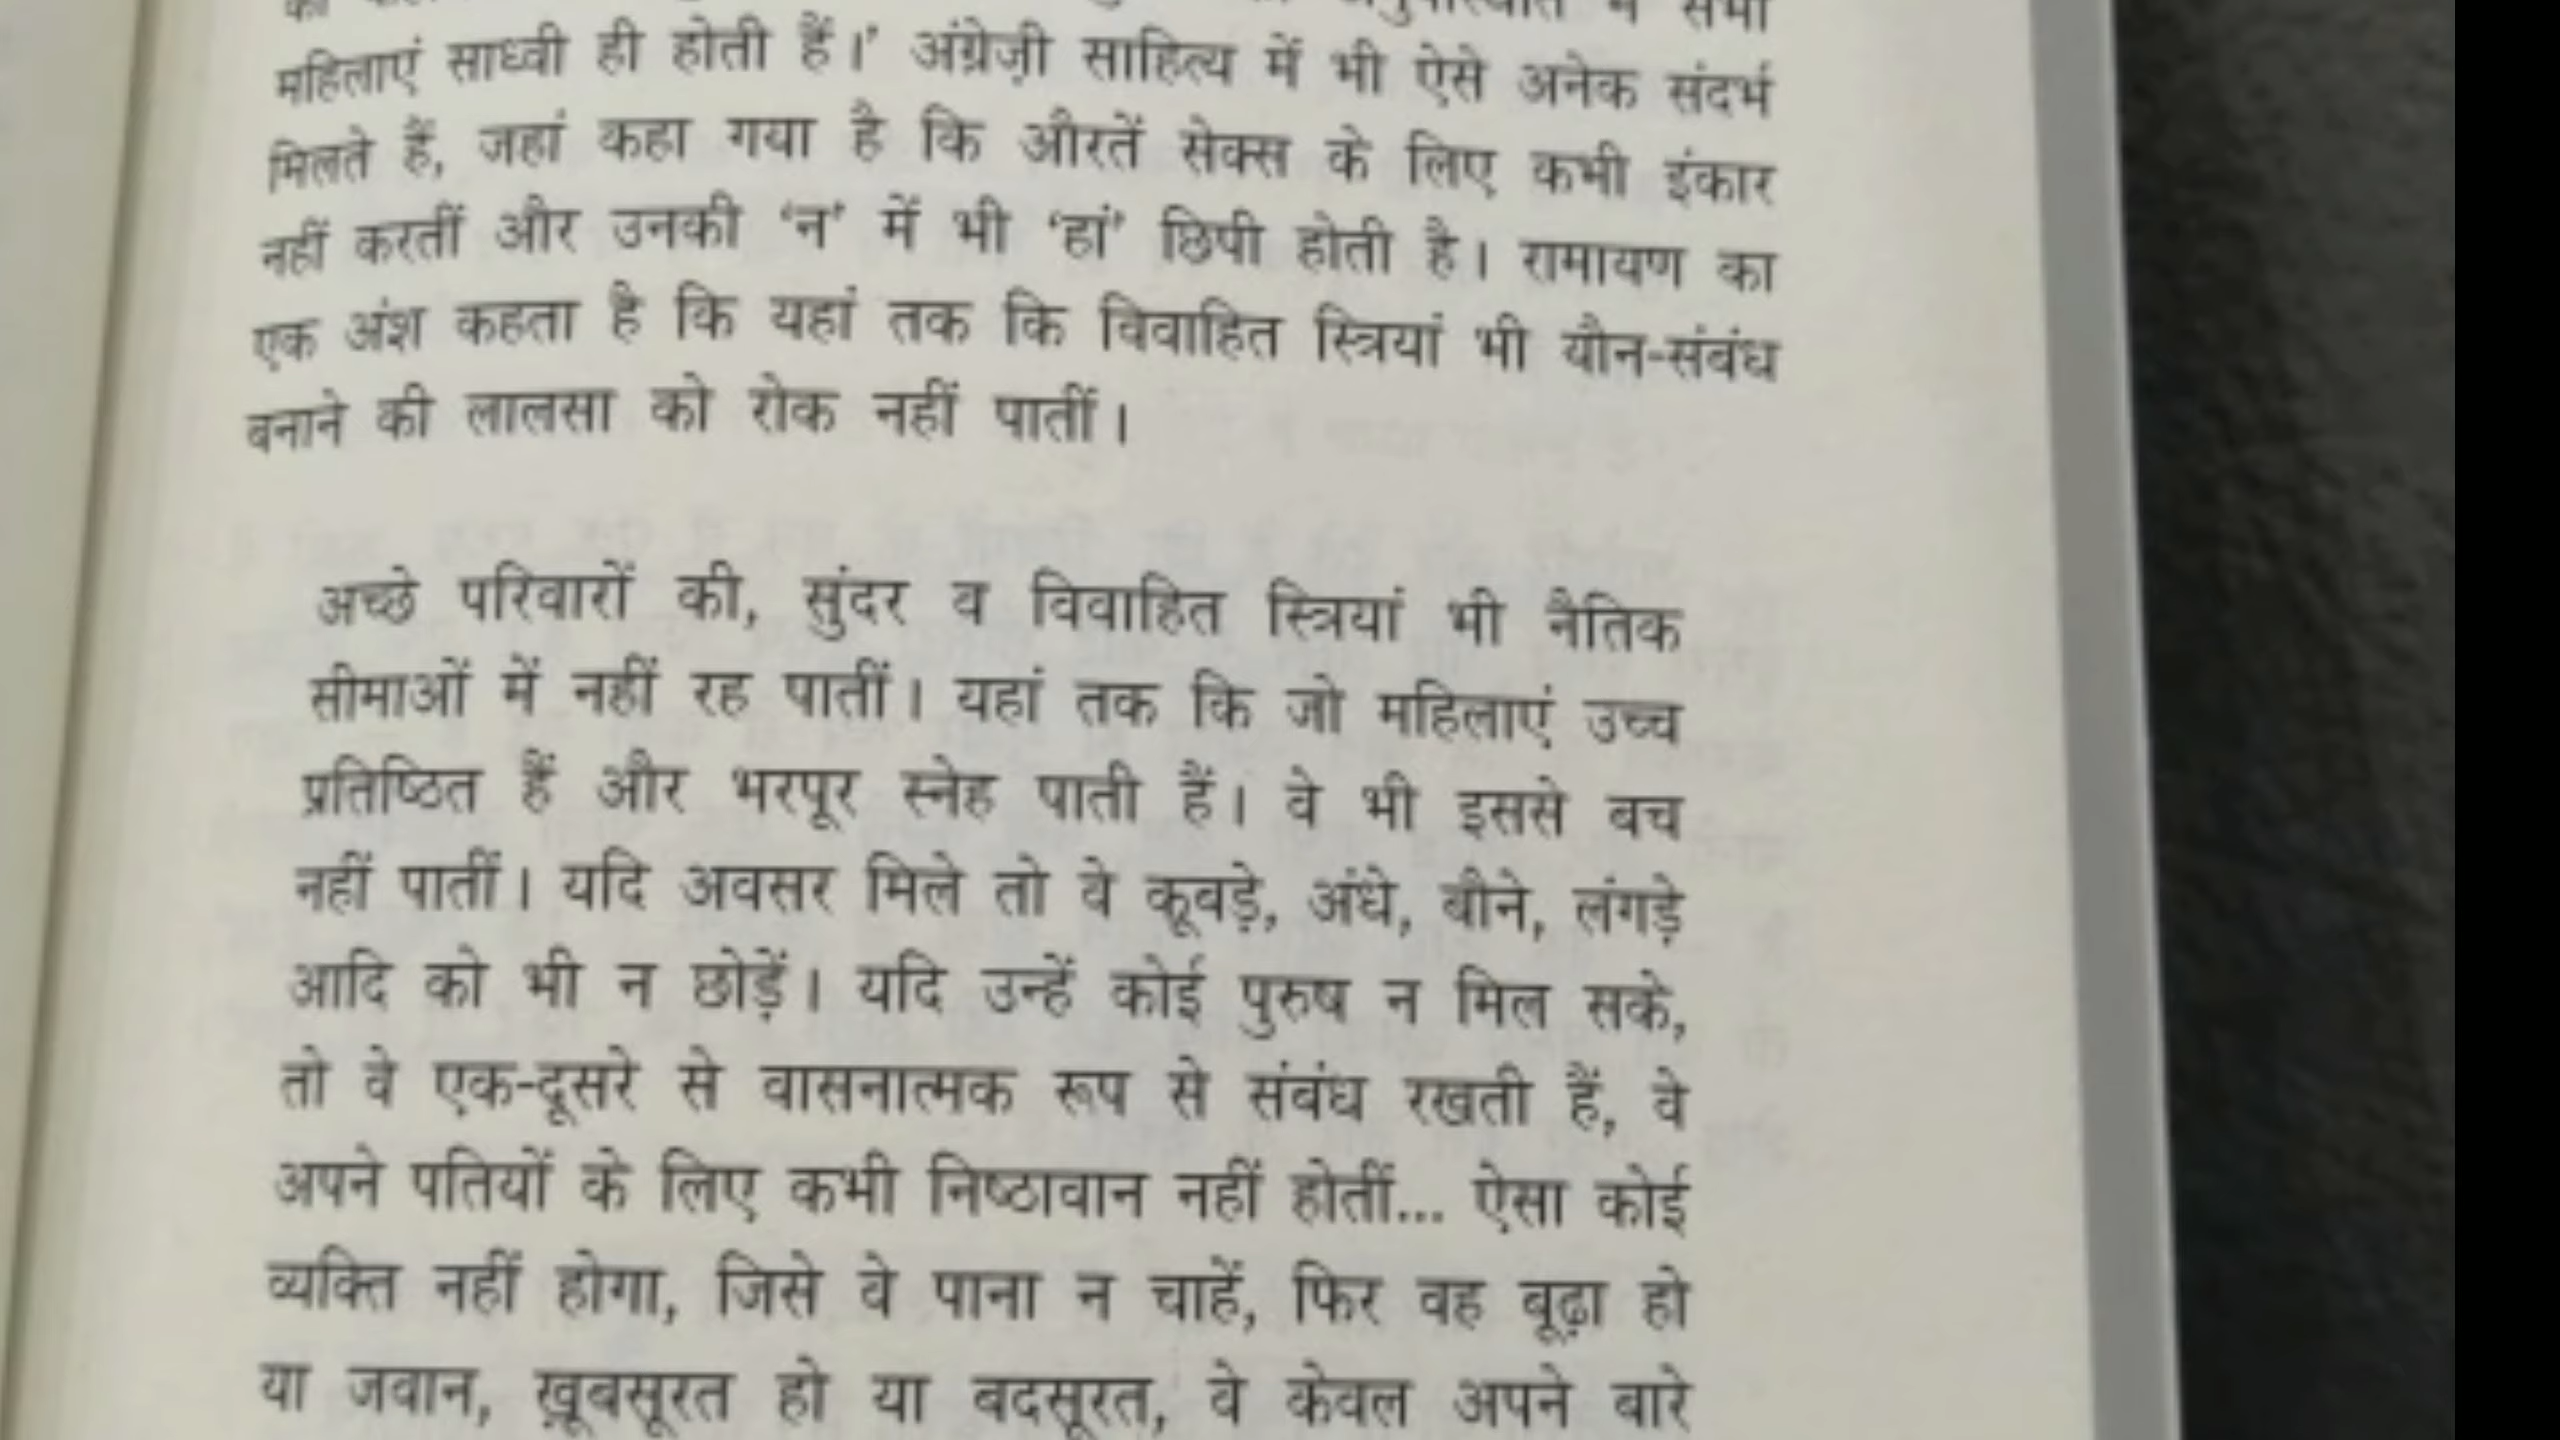 में सभी
महिलाएं साध्वी ही होती हैं।’ अंग्रेज़ी साहित्य में भी ऐसे अनेक संदर्भ
मिलते हैं, जहां कहा गया है कि औरतें सेक्स के लिए कभी इंकार
नहीं करतीं और उनकी ‘न’ में भी ‘हां’ छिपी होती है। रामायण का
एक अंश कहता है कि यहां तक कि विवाहित स्त्रियां भी यौन-संबंध
बनाने की लालसा को रोक नहीं पातीं।
अच्छे परिवारों की, सुंदर व विवाहित स्त्रियां भी नैतिक
सीमाओं में नहीं रह पातीं। यहां तक कि जो महिलाएं उच्च
प्रतिष्ठित हैं और भरपूर स्नेह पाती हैं। वे भी इससे बच
नहीं पातीं। यदि अवसर मिले तो वे कूबड़े, अंधे, बौने, लंगड़े
आदि को भी न छोड़ें। यदि उन्हें कोई पुरुष न मिल सके,
तो वे एक-दूसरे से वासनात्मक रूप से संबंध रखती हैं, वे
अपने पतियों के लिए कभी निष्ठावान नहीं होतीं... ऐसा कोई
व्यक्ति नहीं होगा, जिसे वे पाना न चाहें, फिर वह बूढ़ा हो
या जवान, ख़ूबसूरत हो या बदसूरत, वे केवल अपने बारे